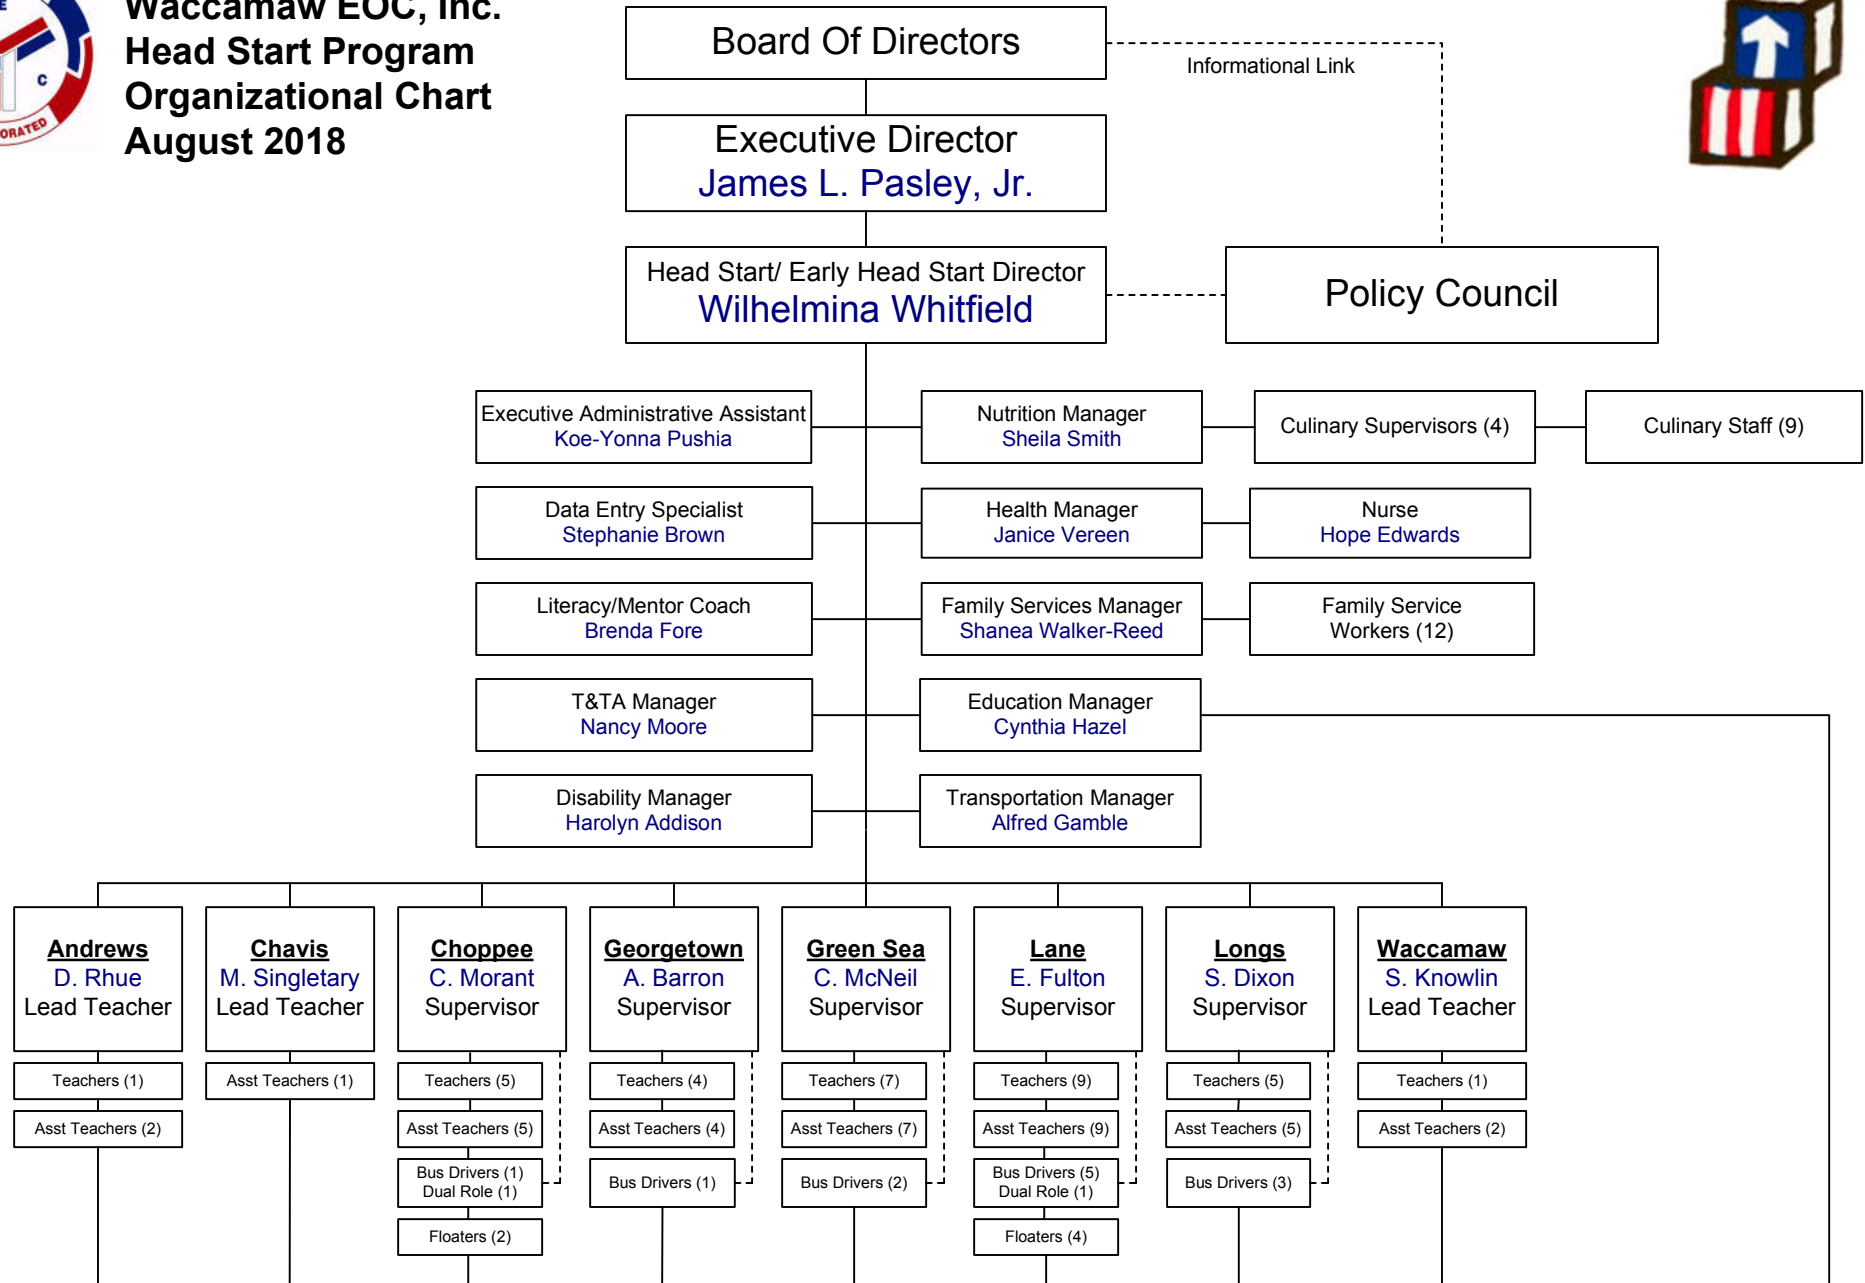 Waccamaw EOC, Inc.
Head Start Program
Organizational Chart
August 2018
E
C
ORATED
Board Of Directors
Informational Link
Executive Director
James L. Pasley, Jr.
Head Start/ Early Head Start Director
Wilhelmina Whitfield
Policy Council
Executive Administrative Assistant
Koe-Yonna Pushia
Nutrition Manager
Sheila Smith
Culinary Supervisors (4)
Culinary Staff (9)
Data Entry Specialist
Stephanie Brown
Health Manager
Janice Vereen
Nurse
Hope Edwards
Literacy/Mentor Coach
Brenda Fore
Family Services Manager
Shanea Walker-Reed
Family Service
Workers (12)
T&TA Manager
Nancy Moore
Education Manager
Cynthia Hazel
Disability Manager
Harolyn Addison
Transportation Manager
Alfred Gamble
Andrews
D. Rhue
Lead Teacher
Teachers (1)
Asst Teachers (2)
Chavis
M. Singletary
Lead Teacher
Asst Teachers (1)
Choppee
C. Morant
Supervisor
Teachers (5)
Asst Teachers (5)
Bus Drivers (1)
Dual Role (1)
Floaters (2)
Georgetown
A. Barron
Supervisor
Teachers (4)
Asst Teachers (4)
Bus Drivers (1)
Green Sea
C. McNeil
Supervisor
Teachers (7)
Asst Teachers (7)
Bus Drivers (2)
Lane
E. Fulton
Supervisor
Teachers (9)
Asst Teachers (9)
Bus Drivers (5)
Dual Role (1)
Floaters (4)
Longs
S. Dixon
Supervisor
Teachers (5)
Asst Teachers (5)
Bus Drivers (3)
Waccamaw
S. Knowlin
Lead Teacher
Teachers (1)
Asst Teachers (2)